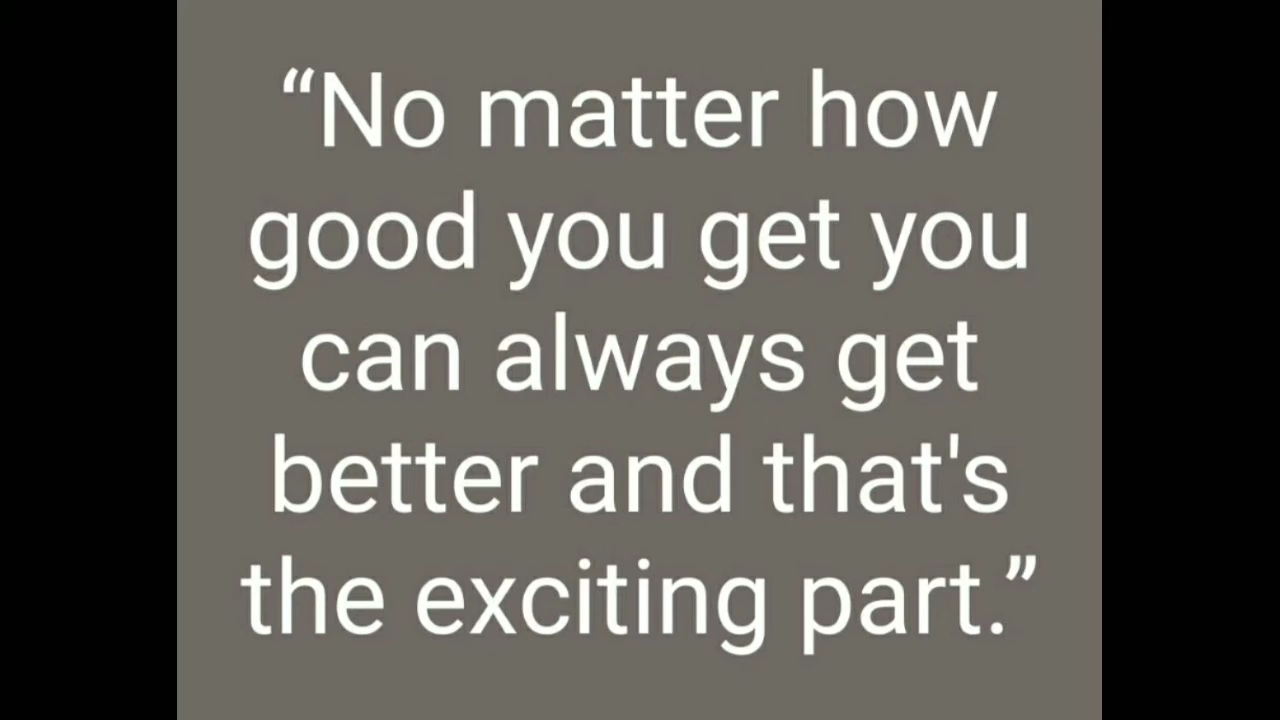 “No matter how
good you get you
can always get
better and that's
the exciting part.”